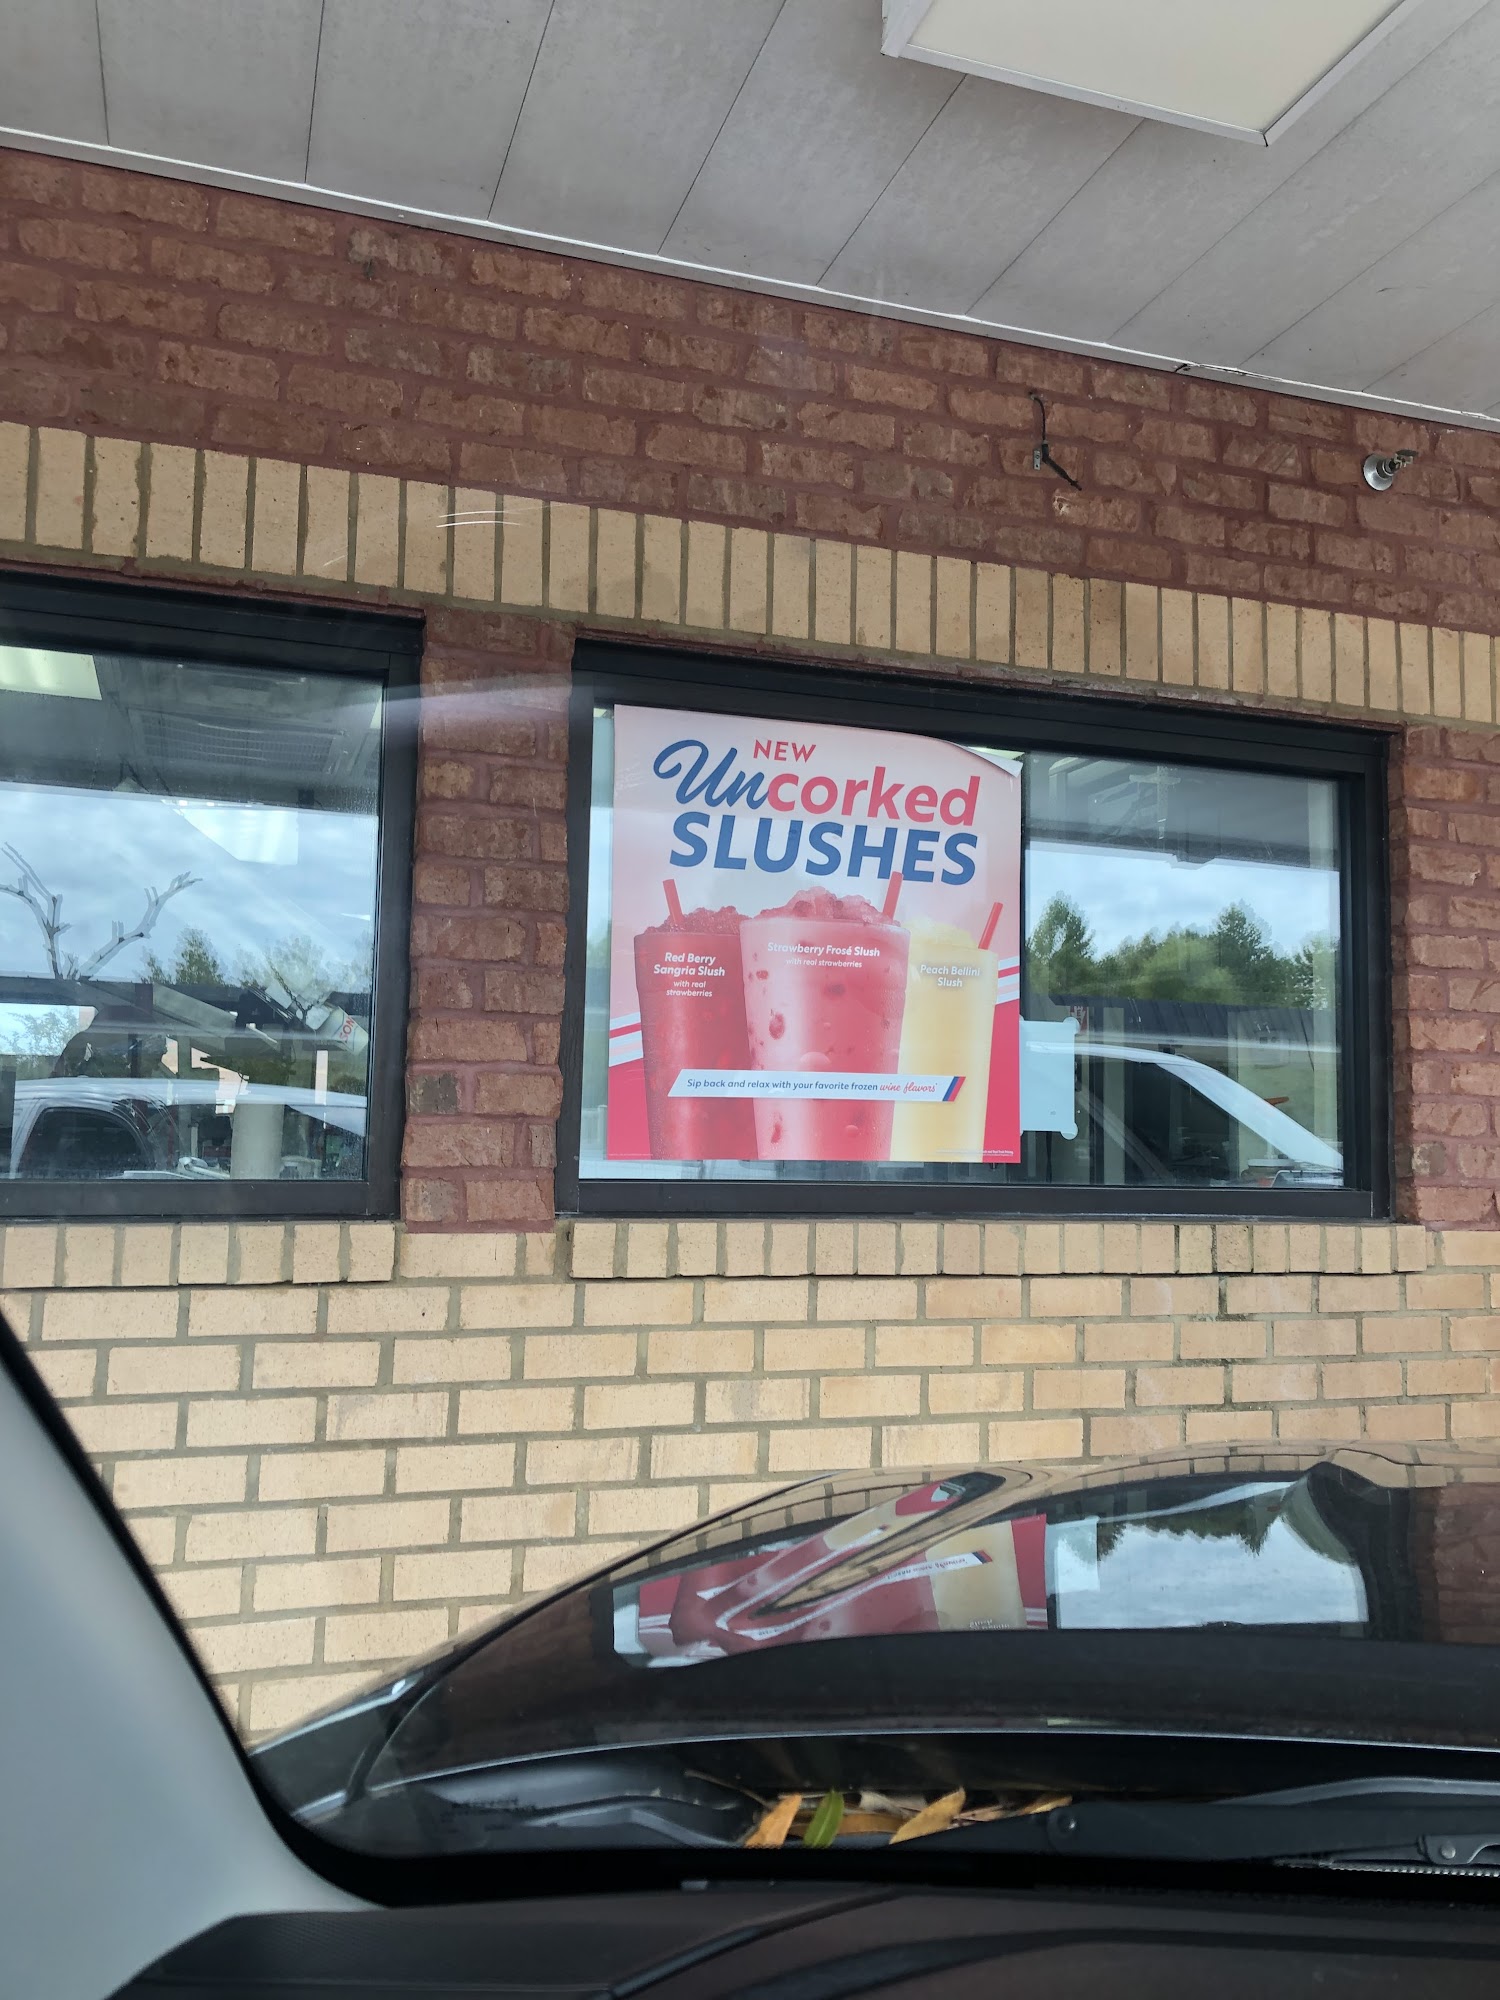 NEW
Uncorked
SLUSHES
Red Berry
Sangria Slush
with real
strawberries
Strawberry Frosé Slush
with real strawberries
Peach Bellini
Slush
Sip back and relax with your favorite frozen wine flavors*